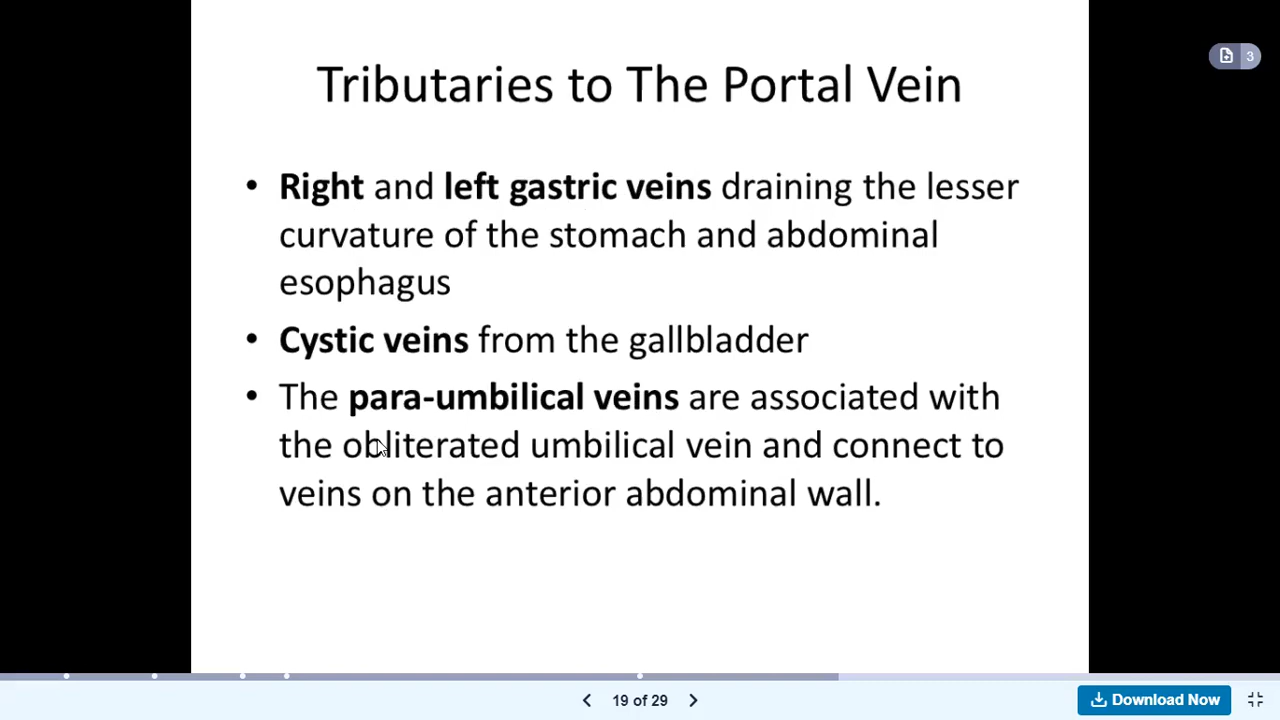 3
Tributaries to The Portal Vein
• Right and left gastric veins draining the lesser
curvature of the stomach and abdominal
esophagus
• Cystic veins from the gallbladder
• The para-umbilical veins are associated with
the obliterated umbilical vein and connect to
veins on the anterior abdominal wall.
19 of 29
Download Now